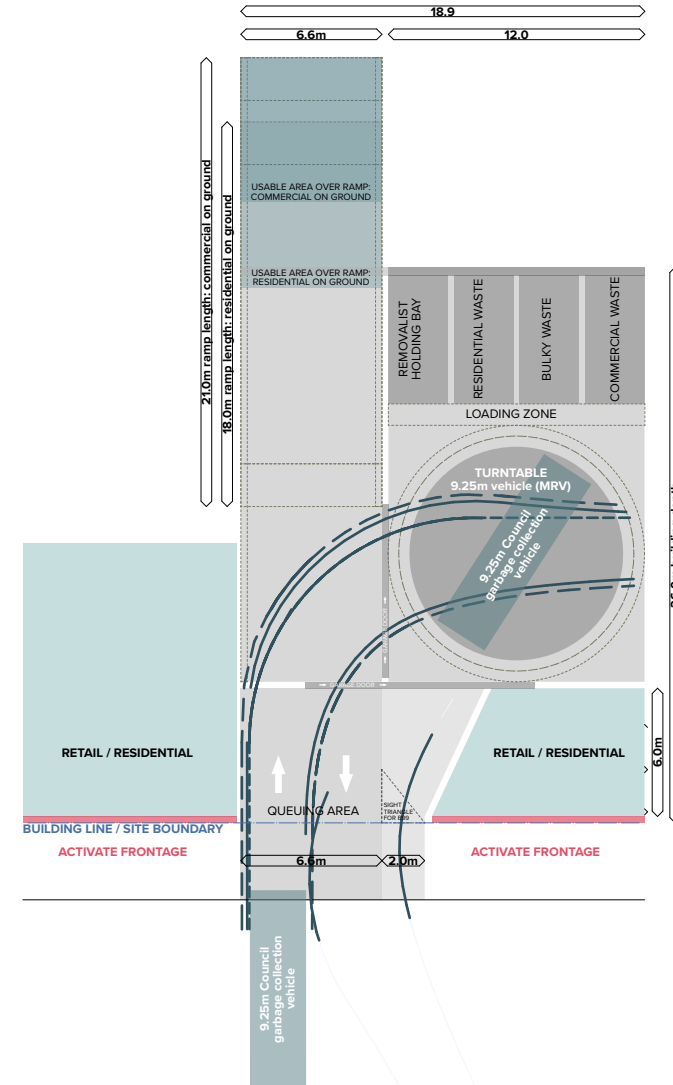 18.9
6.6m
12.0
21.0m ramp length: commercial on ground
18.0m ramp length: residential on ground
USABLE AREA OVER RAMP:
COMMERCIAL ON GROUND
USABLE AREA OVER RAMP:
RESIDENTIAL ON GROUND
REMOVALIST
HOLDING BAY
RESIDENTIAL WASTE
BULKY WASTE
COMMERCIAL WASTE
LOADING ZONE
TURNTABLE
9.25m vehicle (MRV)
9.25m Council
garbage collection
vehicle
GARAGE DOOR
RETAIL / RESIDENTIAL
RETAIL / RESIDENTIAL
6.0m
QUEUING AREA
SIGHT
TRIANGLE
FOR B99
BUILDING LINE / SITE BOUNDARY
ACTIVATE FRONTAGE
ACTIVATE FRONTAGE
6.6m
2.0m
9.25m Council
garbage collection
vehicle